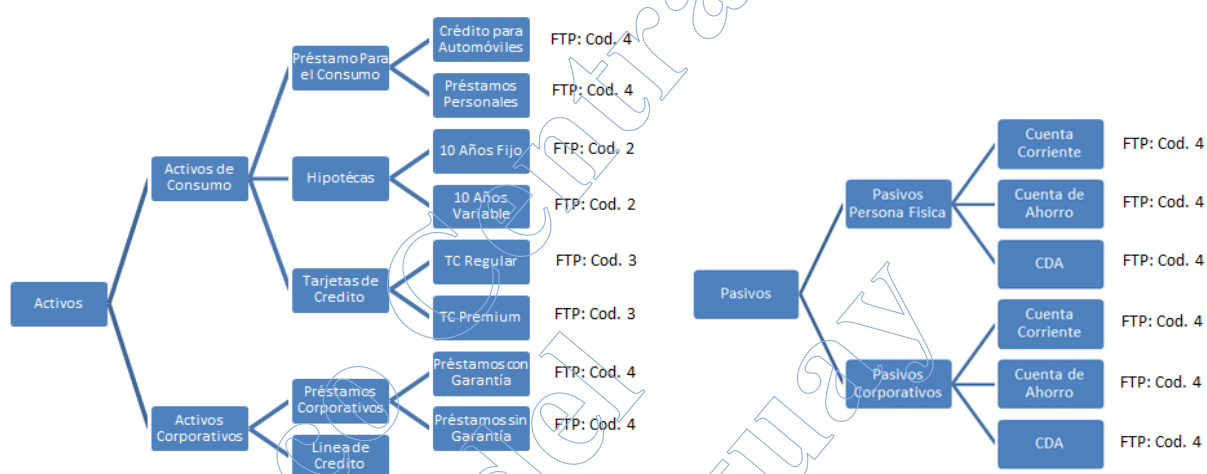 Crédito para
Automóviles
FTP: Cod. 4
Préstamo Para
el Consumo
Préstamos
Personales
FTP: Cod. 4
Activos de
Consumo
Hipotécas
10 Años Fijo
FTP: Cod. 2
10 Años
Variable
FTP: Cod. 2
Tarjetas de
Credito
TC Regular
FTP: Cod. 3
TC Premium
FTP: Cod. 3
Activos
Activos
Corporativos
Préstamos
Corporativos
Préstamos con
Garantía
FTP: Cod. 4
Préstamos sin
Garantía
FTP: Cod. 4
Linea de
Credito
Pasivos
Pasivos
Persona Fisica
Cuenta
Corriente
FTP: Cod. 4
Cuenta de
Ahorro
FTP: Cod. 4
CDA
FTP: Cod. 4
Pasivos
Corporativos
Cuenta
Corriente
FTP: Cod. 4
Cuenta de
Ahorro
FTP: Cod. 4
CDA
FTP: Cod. 4